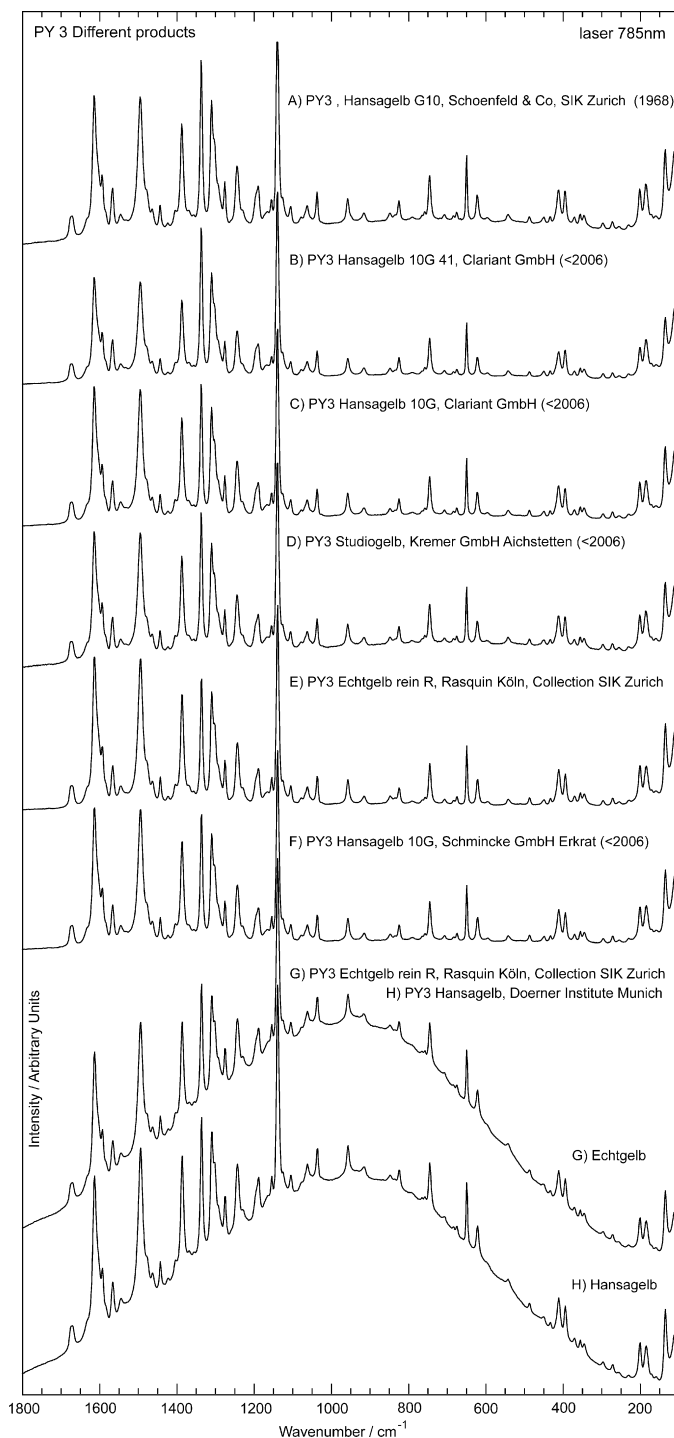 PY 3 Different products
laser 785nm
A) PY3 , Hansagelb G10, Schoenfeld & Co, SIK Zurich (1968)
B) PY3 Hansagelb 10G 41, Clariant GmbH (<2006)
C) PY3 Hansagelb 10G, Clariant GmbH (<2006)
D) PY3 Studiogelb, Kremer GmbH Aichstetten (<2006)
E) PY3 Echtgelb rein R, Rasquin Köln, Collection SIK Zurich
F) PY3 Hansagelb 10G, Schmincke GmbH Erkrat (<2006)
G) PY3 Echtgelb rein R, Rasquin Köln, Collection SIK Zurich
H) PY3 Hansagelb, Doerner Institute Munich
Intensity / Arbitrary Units
G) Echtgelb
H) Hansagelb
1800 1600 1400 1200 1000 800 600 400 200
Wavenumber / cm⁻¹